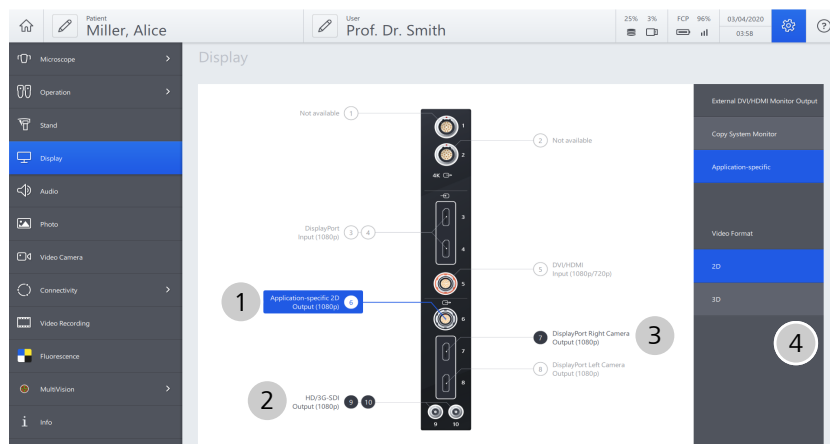 Patient
Miller, Alice
User
Prof. Dr. Smith
25% 3%
FCP 96%
03/04/2020
03:58
?
Microscope
Operation
Stand
Display
Audio
Photo
Video Camera
Connectivity
Video Recording
Fluorescence
MultiVision
i Info
Display
Not available 1
2 Not available
DisplayPort
Input (1080p) 3 4
5 DVI/HDMI
Input (1080p/720p)
1
Application-specific 2D
Output (1080p) 6
7 DisplayPort Right Camera
Output (1080p)
3
8 DisplayPort Left Camera
Output (1080p)
2
HD/3G-SDI
Output (1080p) 9 10
1
2
4K
3
4
5
6
7
8
9 10
External DVI/HDMI Monitor Output
Copy System Monitor
Application-specific
Video Format
2D
3D
4